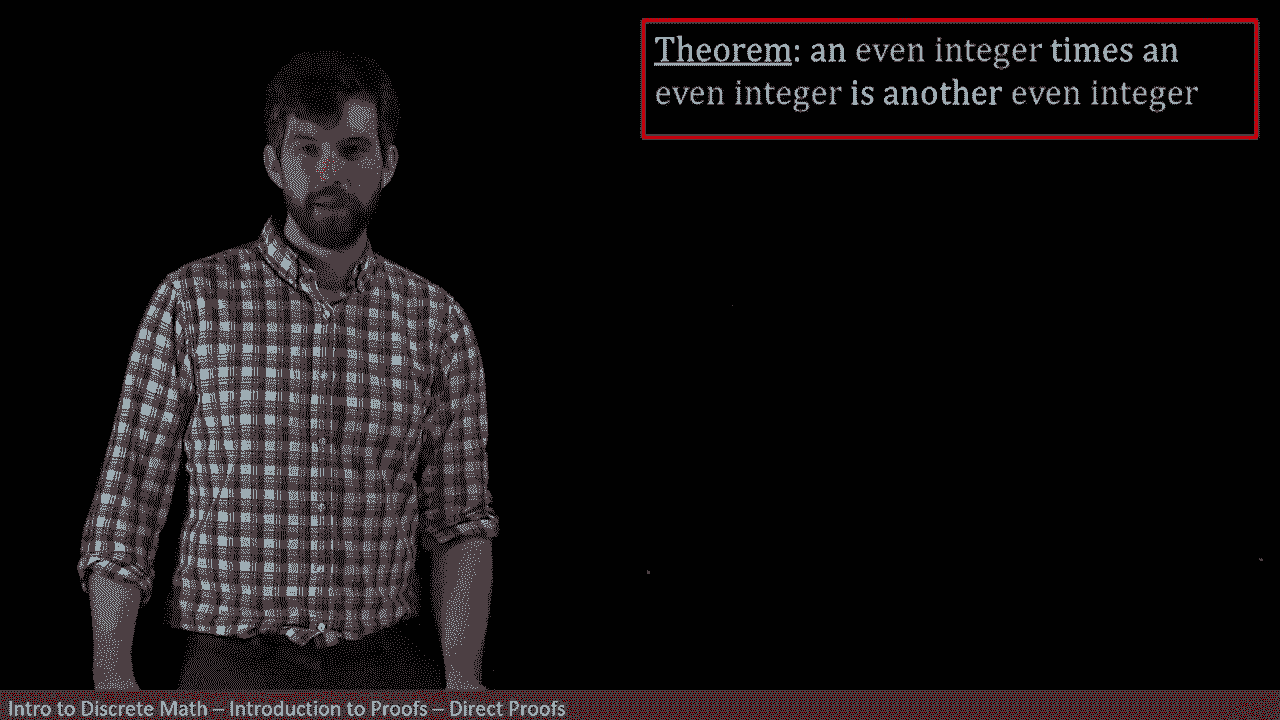 Theorem: an even integer times an
even integer is another even integer
Intro to Discrete Math – Introduction to Proofs – Direct Proofs